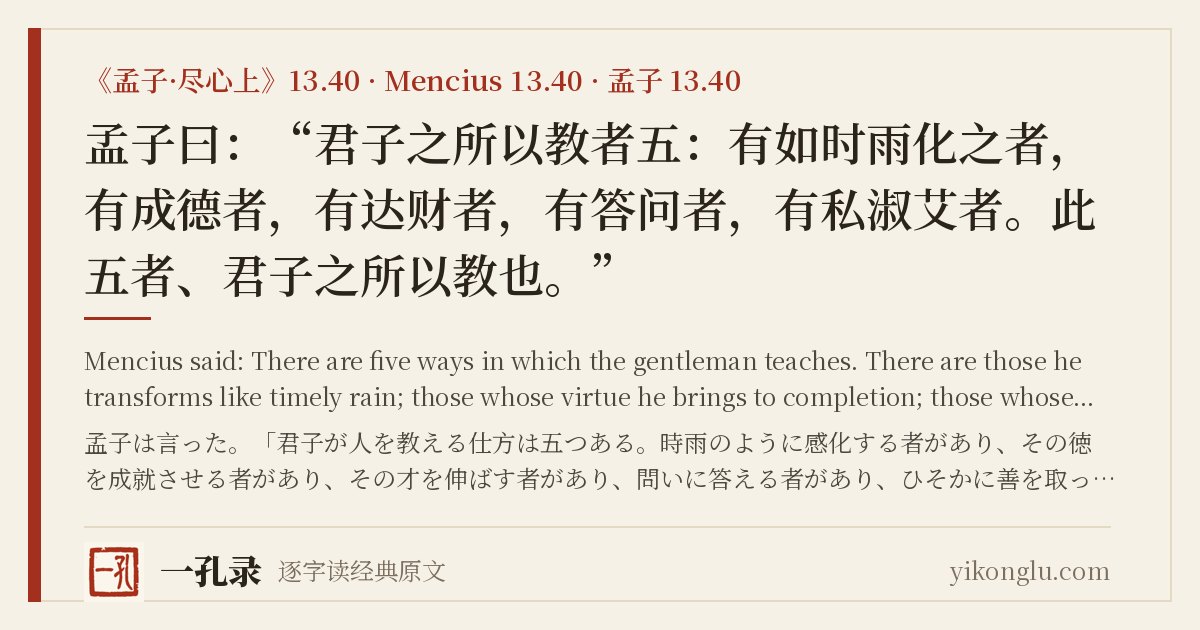 《孟子·尽心上》13.40 · Mencius 13.40 · 孟子 13.40
孟子曰：“君子之所以教者五：有如时雨化之者，
有成德者，有达财者，有答问者，有私淑艾者。此
五者、君子之所以教也。”
Mencius said: There are five ways in which the gentleman teaches. There are those he
transforms like timely rain; those whose virtue he brings to completion; those whose...
孟子は言った。「君子が人を教える仕方は五つある。時雨のように感化する者があり、その徳
を成就させる者があり、その才を伸ばす者があり、問いに答える者があり、ひそかに善を取っ…
一孔
一孔录 逐字读经典原文
yikonglu.com